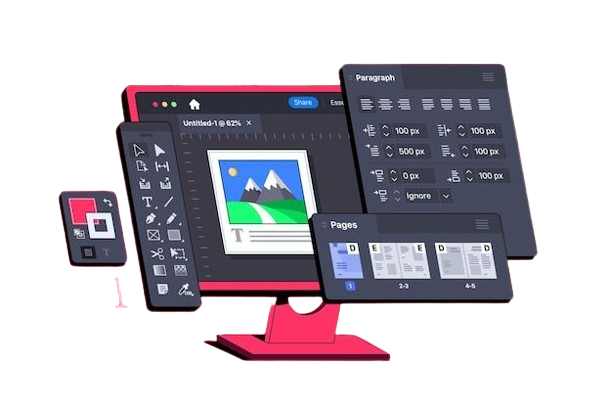 Paragraph
Share
Esse
Untitled-1 @ 62% ×
100 px
100 px
500 px
100 px
0 px
100 px
Ignore
T
T
T
Pages
D
E
D
D
1
2-3
4-5